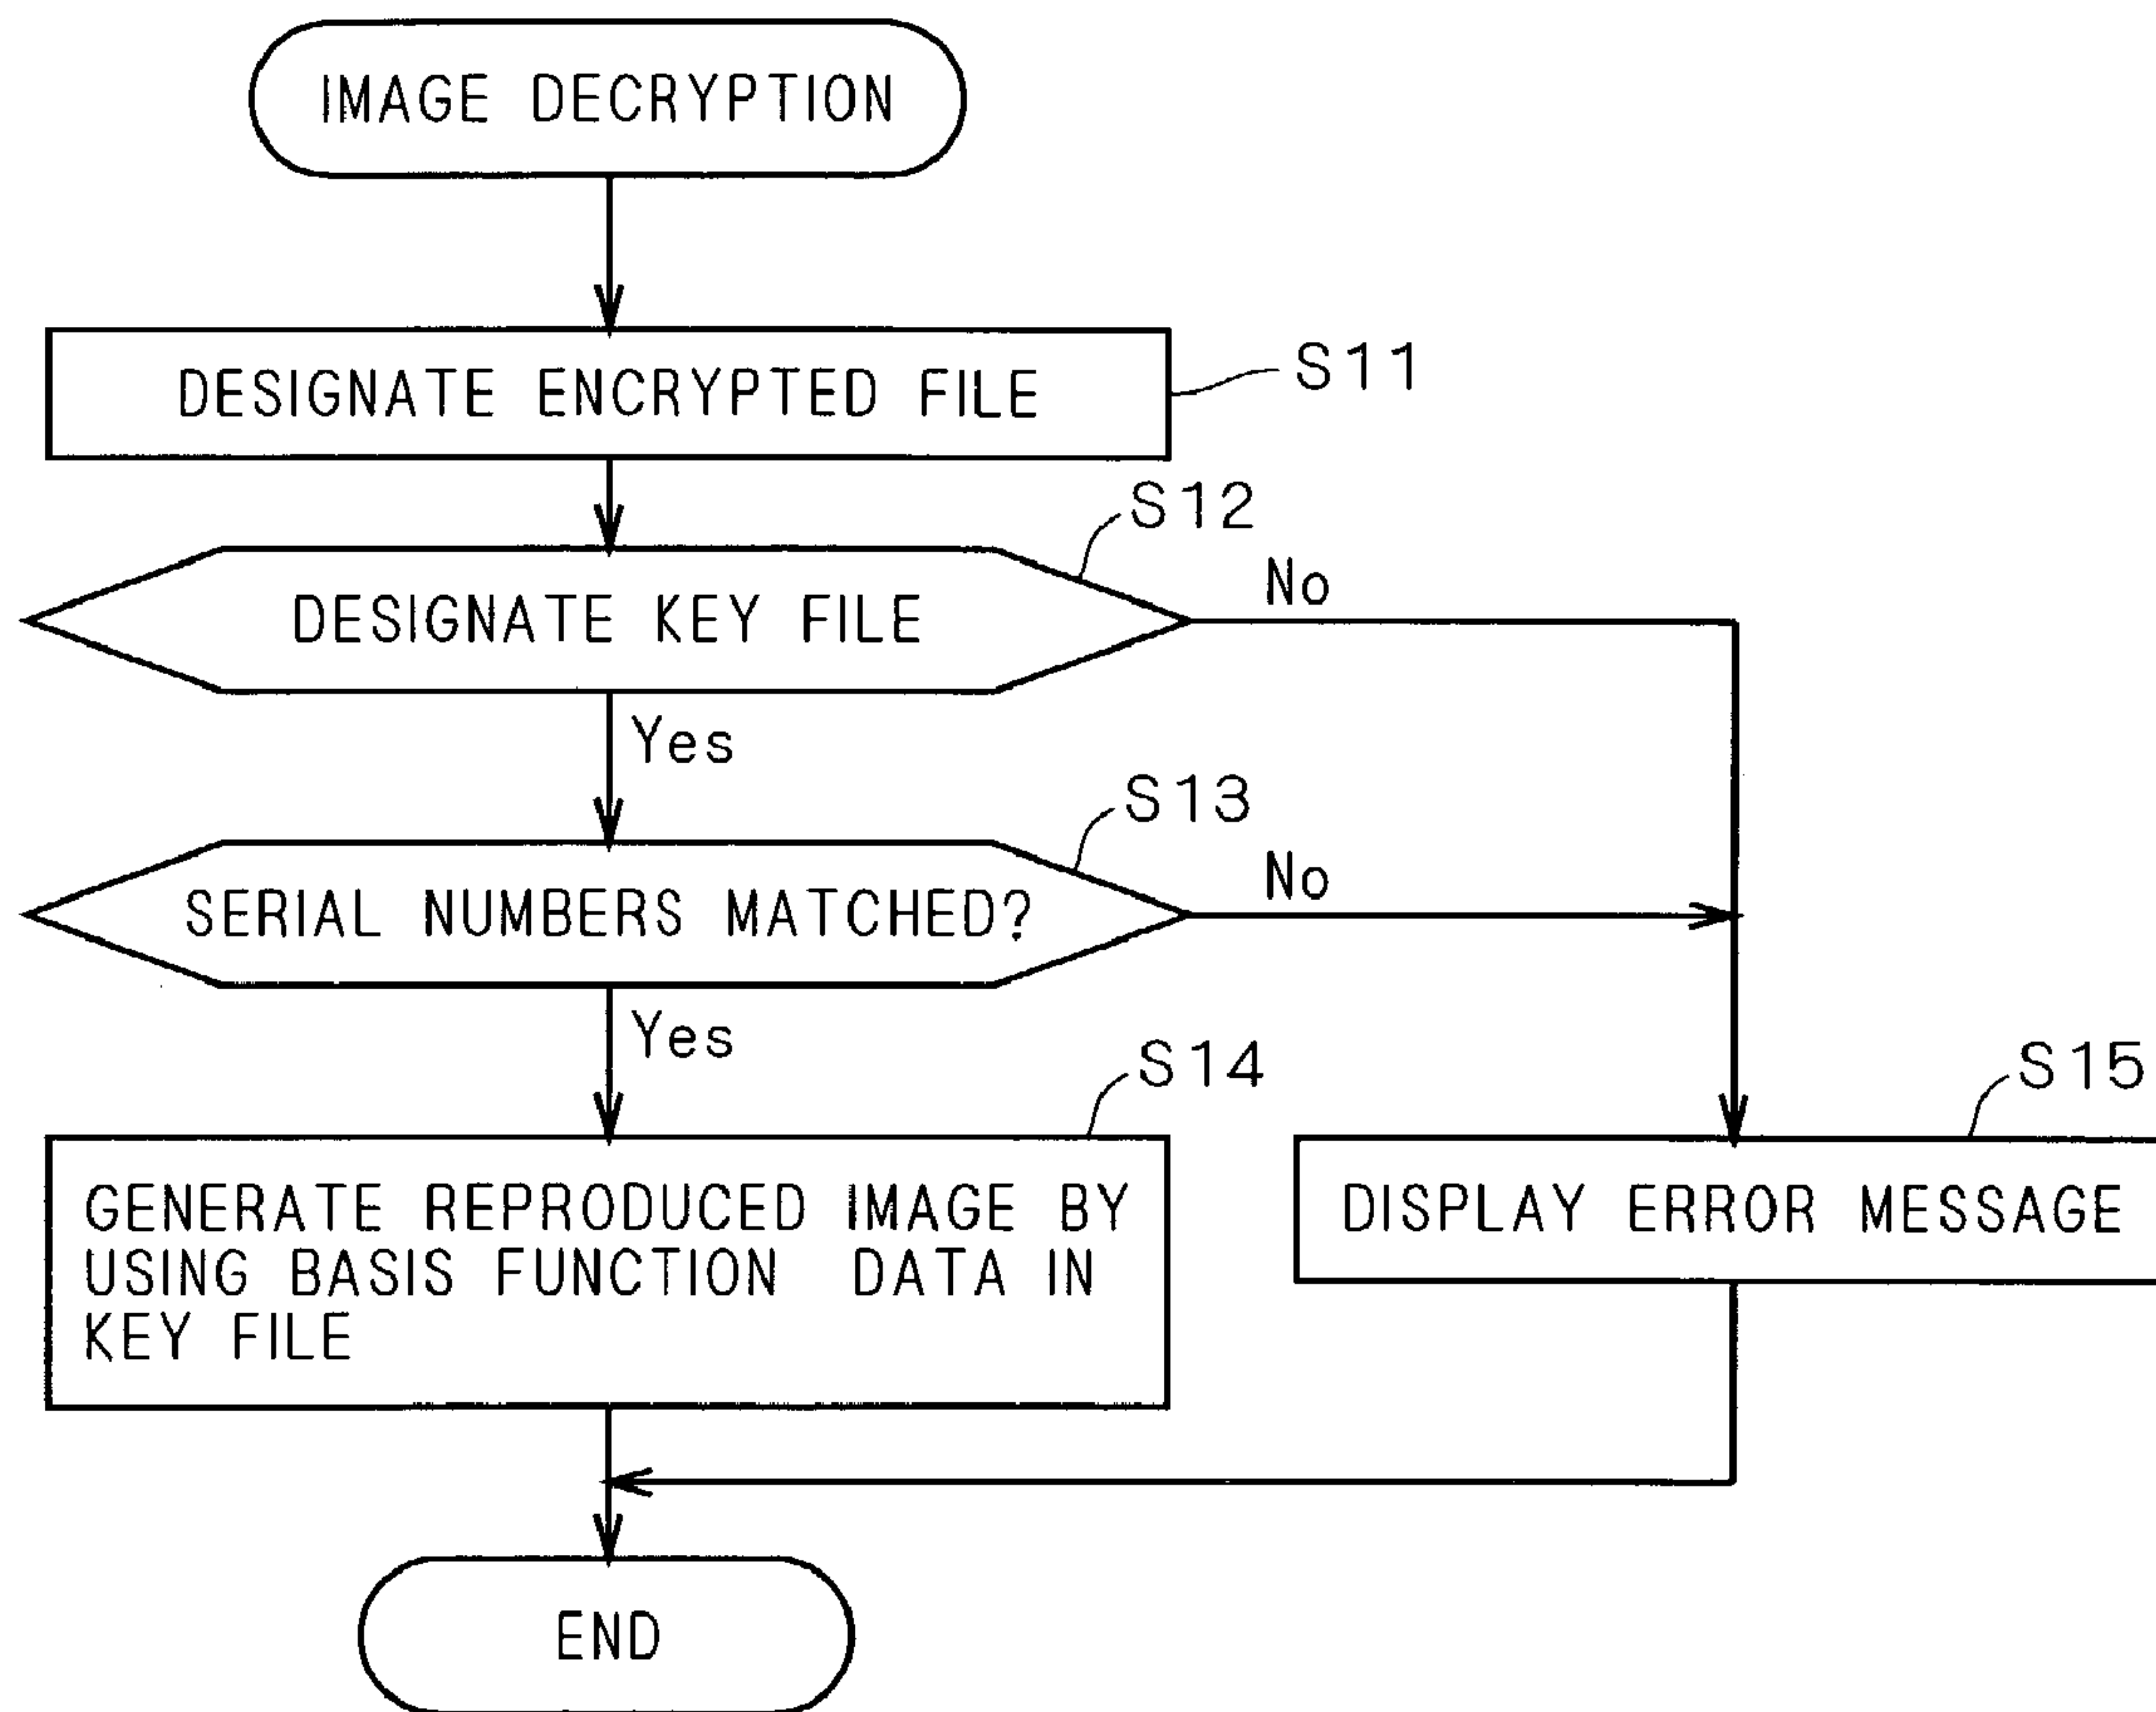 IMAGE DECRYPTION
DESIGNATE ENCRYPTED FILE
S11
S12
DESIGNATE KEY FILE
No
Yes
S13
SERIAL NUMBERS MATCHED?
No
Yes
S14
GENERATE REPRODUCED IMAGE BY
USING BASIS FUNCTION DATA IN
KEY FILE
S15
DISPLAY ERROR MESSAGE
END